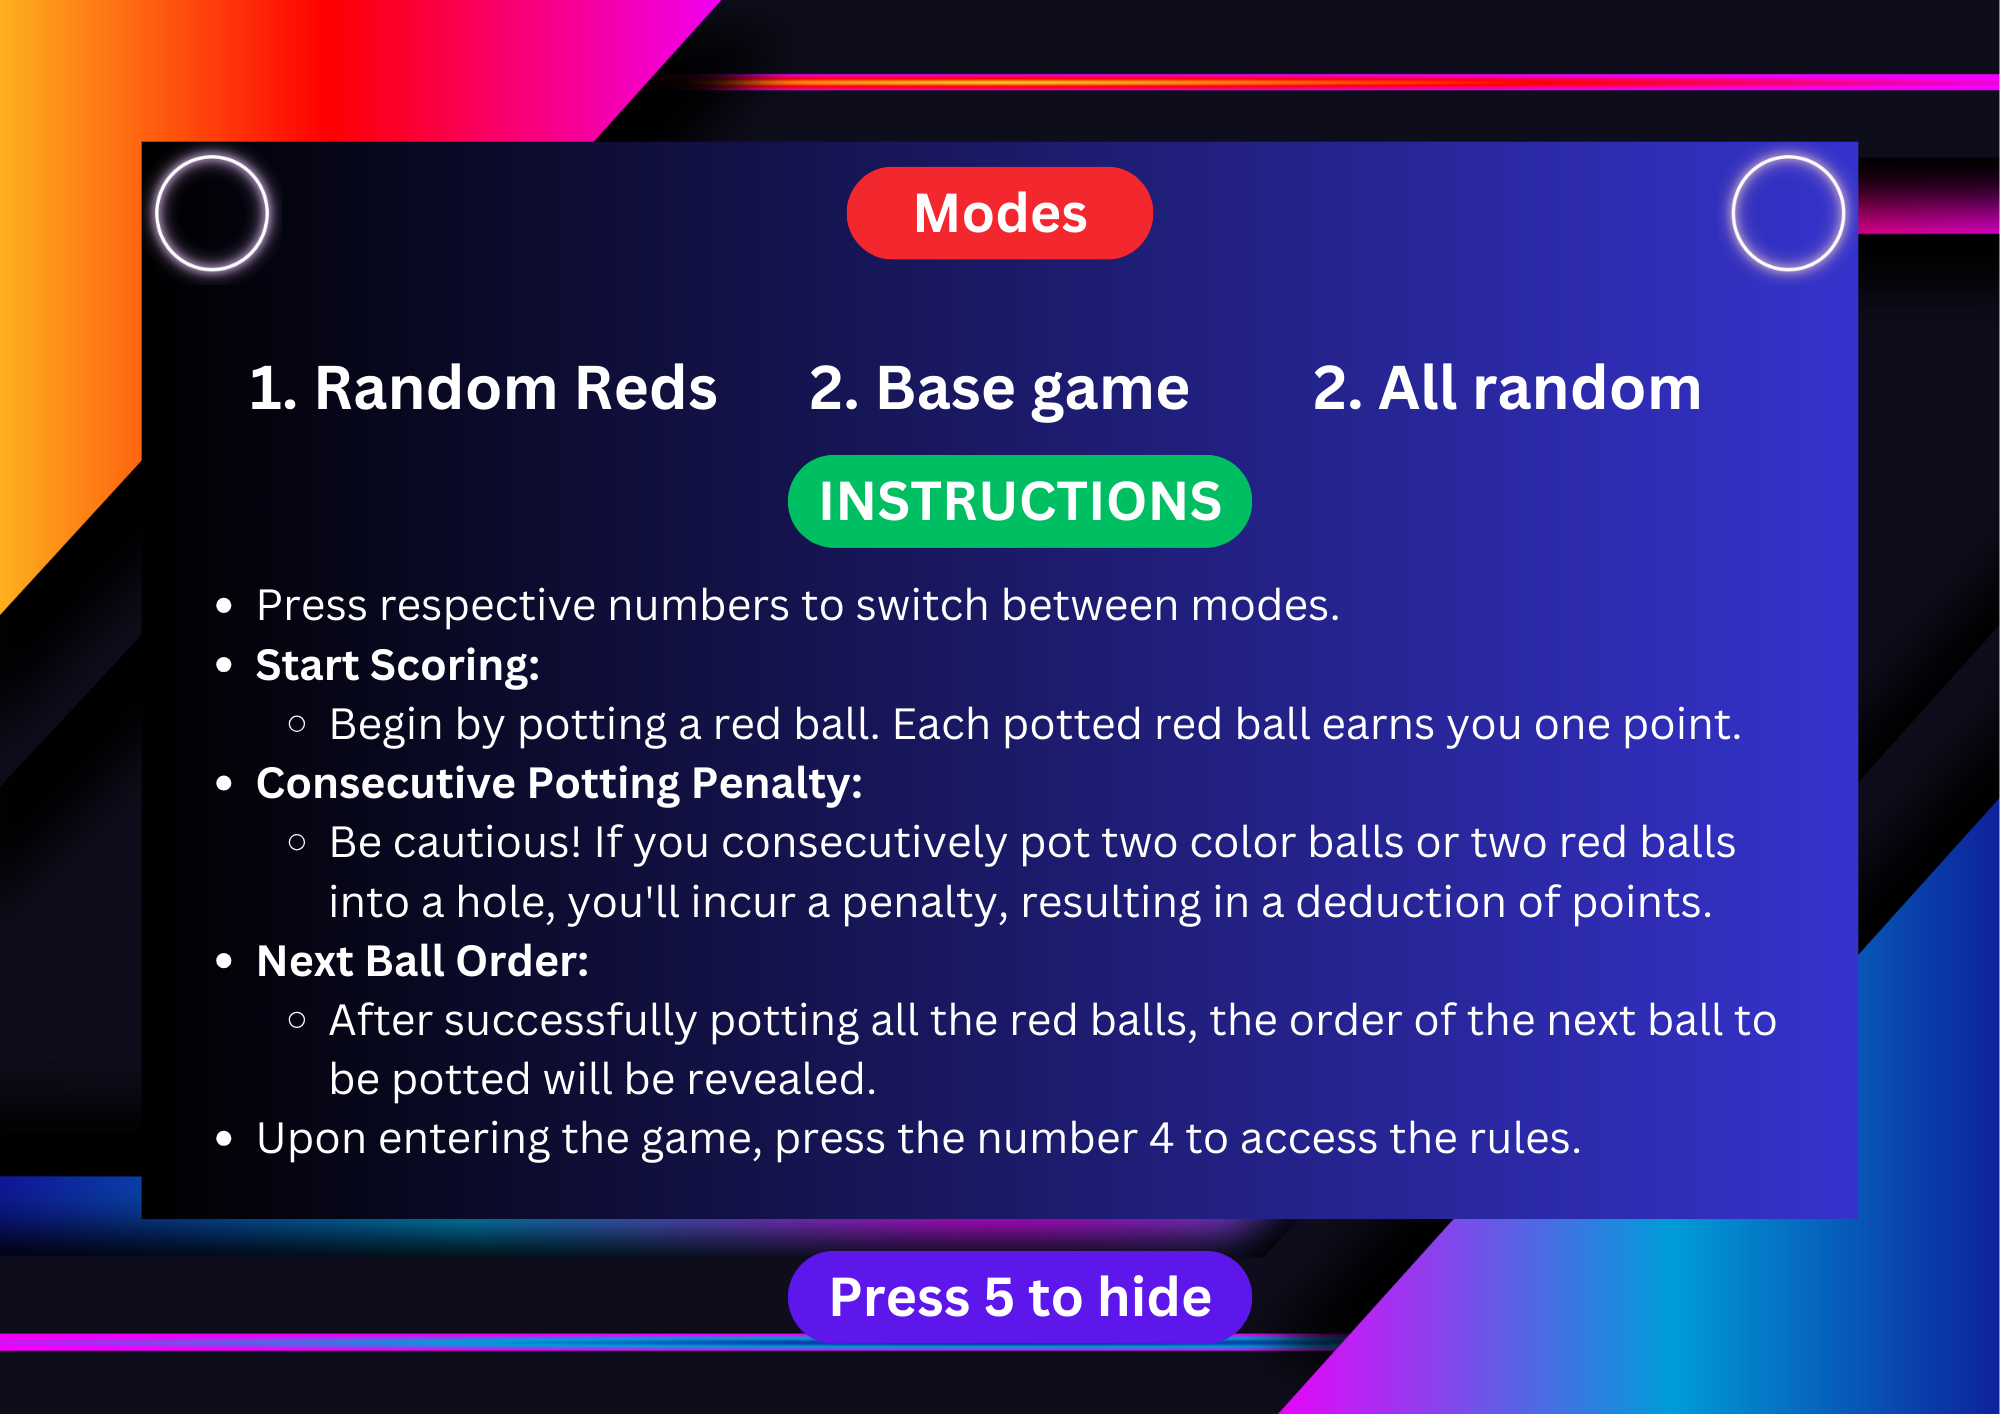 Modes
1. Random Reds 2. Base game 2. All random
INSTRUCTIONS
• Press respective numbers to switch between modes.
• Start Scoring:
○ Begin by potting a red ball. Each potted red ball earns you one point.
• Consecutive Potting Penalty:
○ Be cautious! If you consecutively pot two color balls or two red balls
into a hole, you'll incur a penalty, resulting in a deduction of points.
• Next Ball Order:
○ After successfully potting all the red balls, the order of the next ball to
be potted will be revealed.
• Upon entering the game, press the number 4 to access the rules.
Press 5 to hide